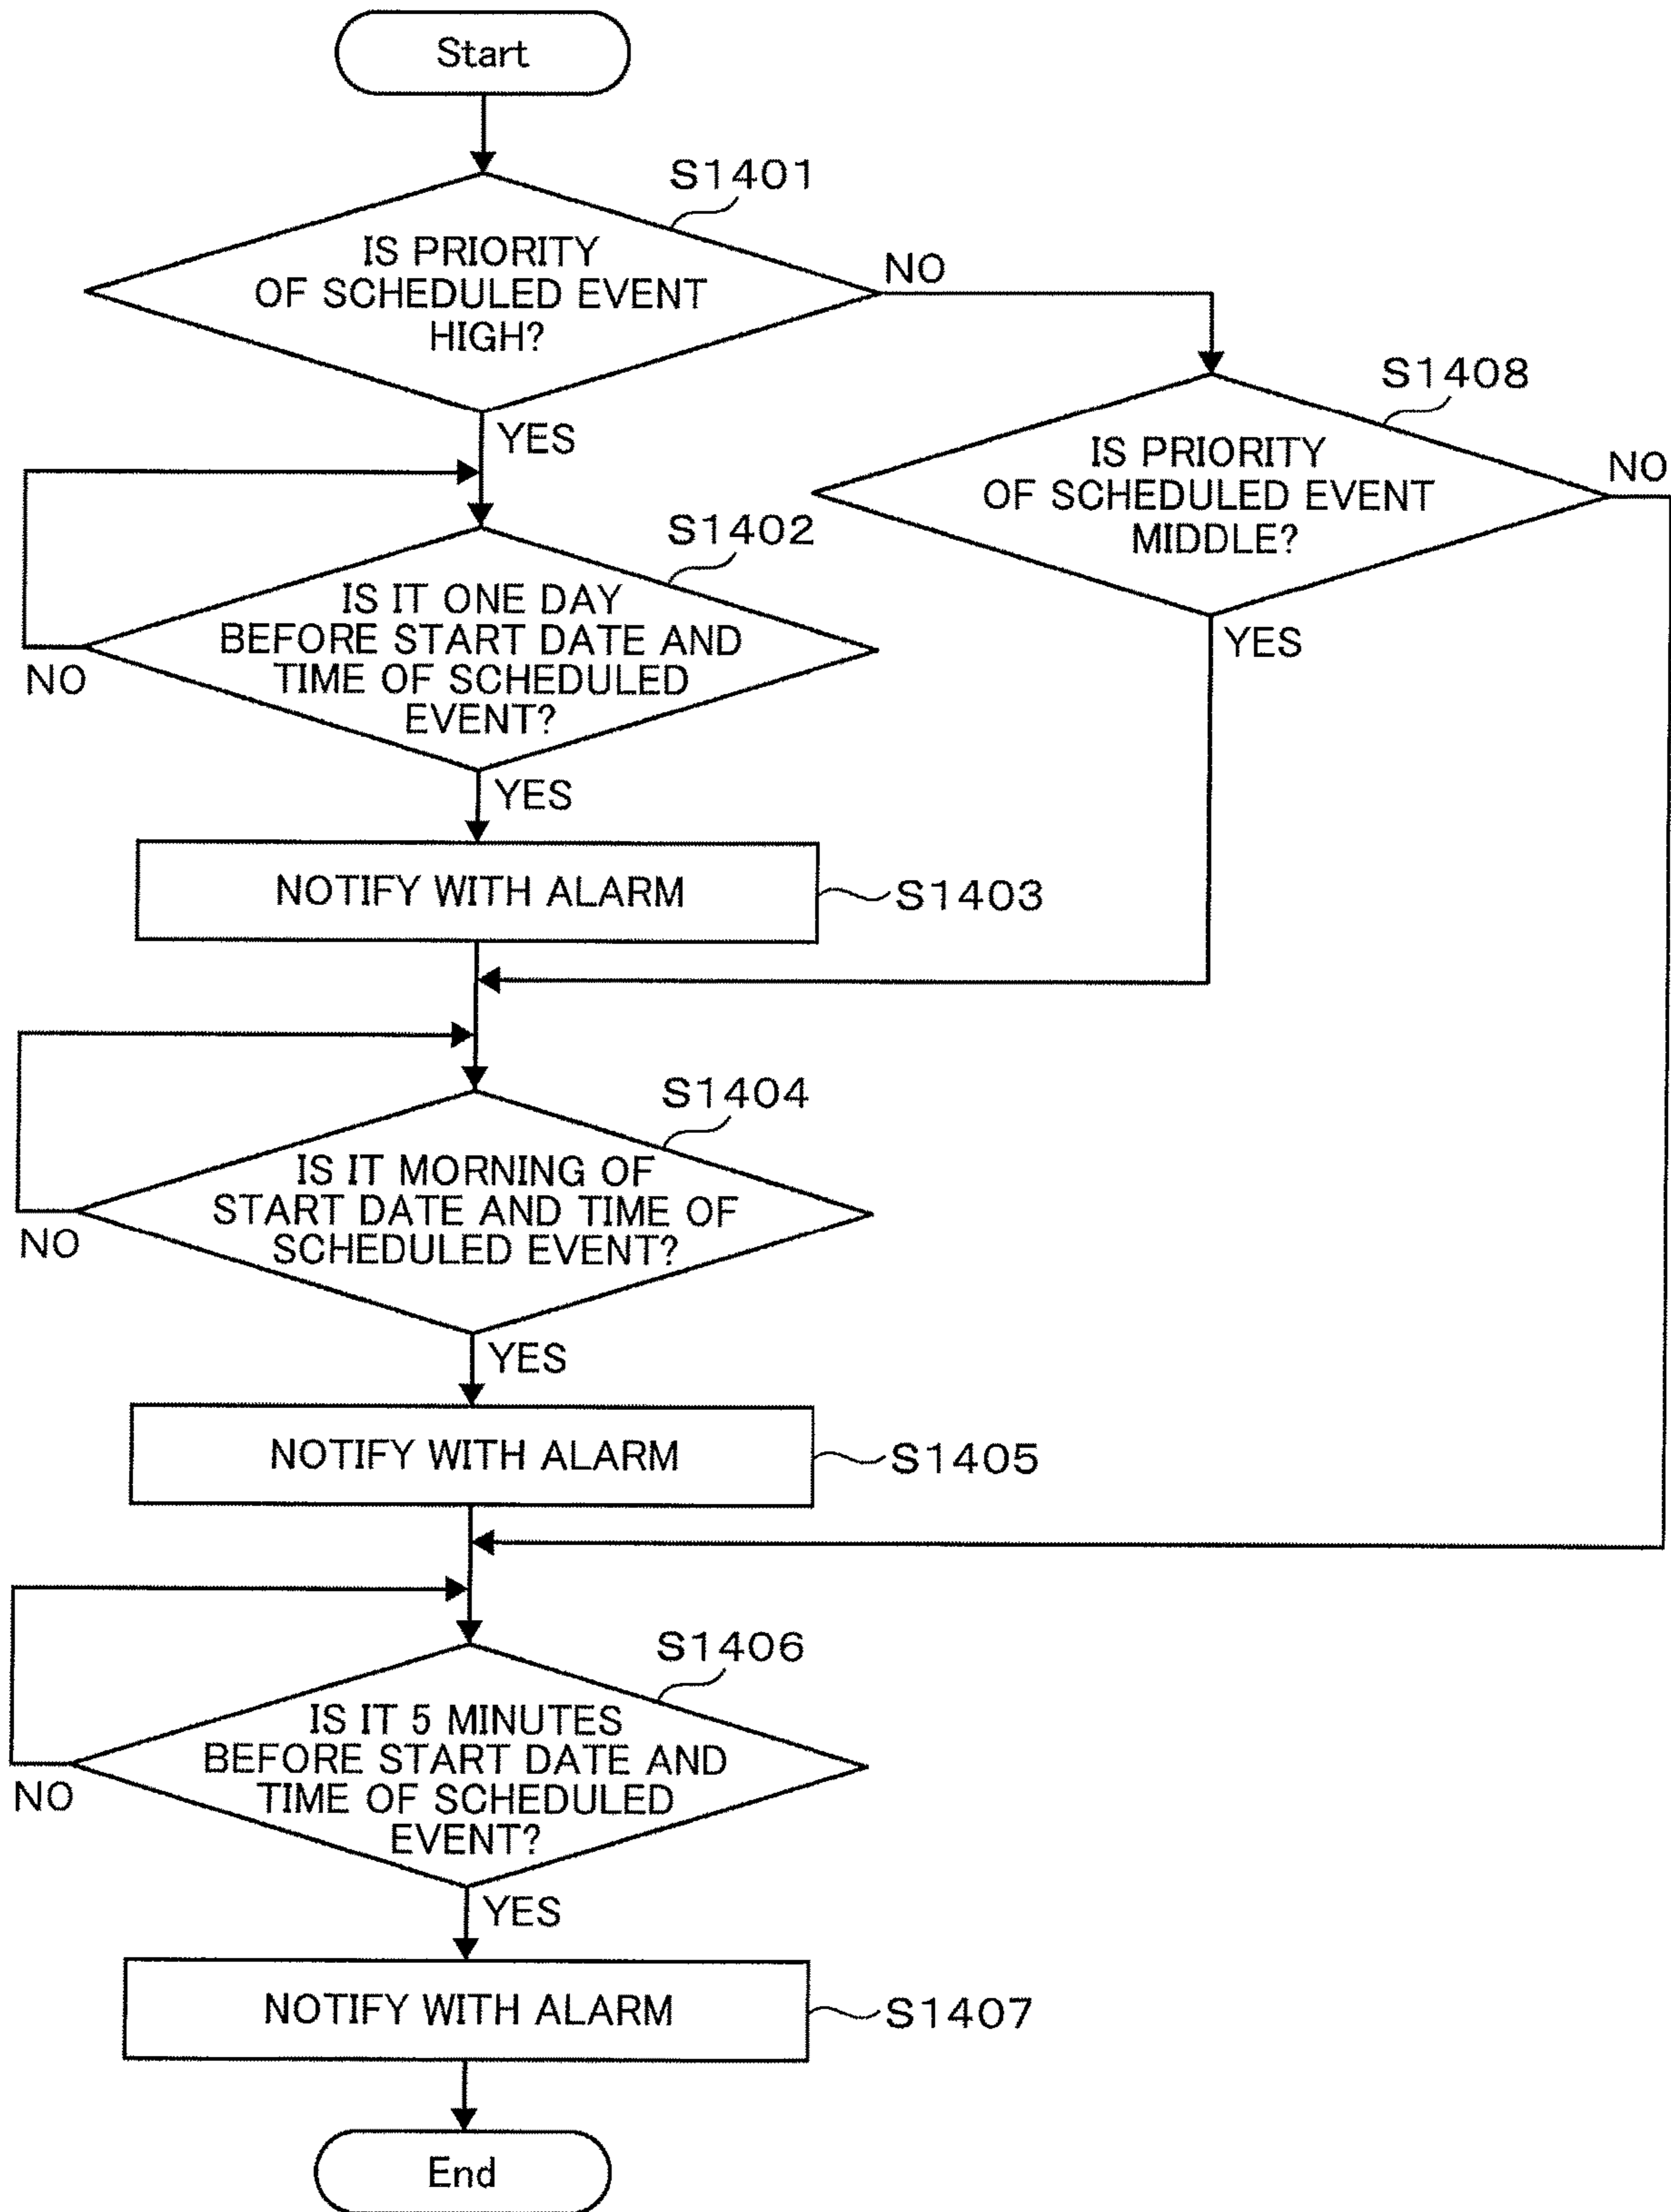 Start
S1401
IS PRIORITY
OF SCHEDULED EVENT
HIGH?
NO
YES
S1408
IS PRIORITY
OF SCHEDULED EVENT
MIDDLE?
NO
YES
S1402
IS IT ONE DAY
BEFORE START DATE AND
TIME OF SCHEDULED
EVENT?
NO
YES
NOTIFY WITH ALARM
S1403
S1404
IS IT MORNING OF
START DATE AND TIME OF
SCHEDULED EVENT?
NO
YES
NOTIFY WITH ALARM
S1405
S1406
IS IT 5 MINUTES
BEFORE START DATE AND
TIME OF SCHEDULED
EVENT?
NO
YES
NOTIFY WITH ALARM
S1407
End